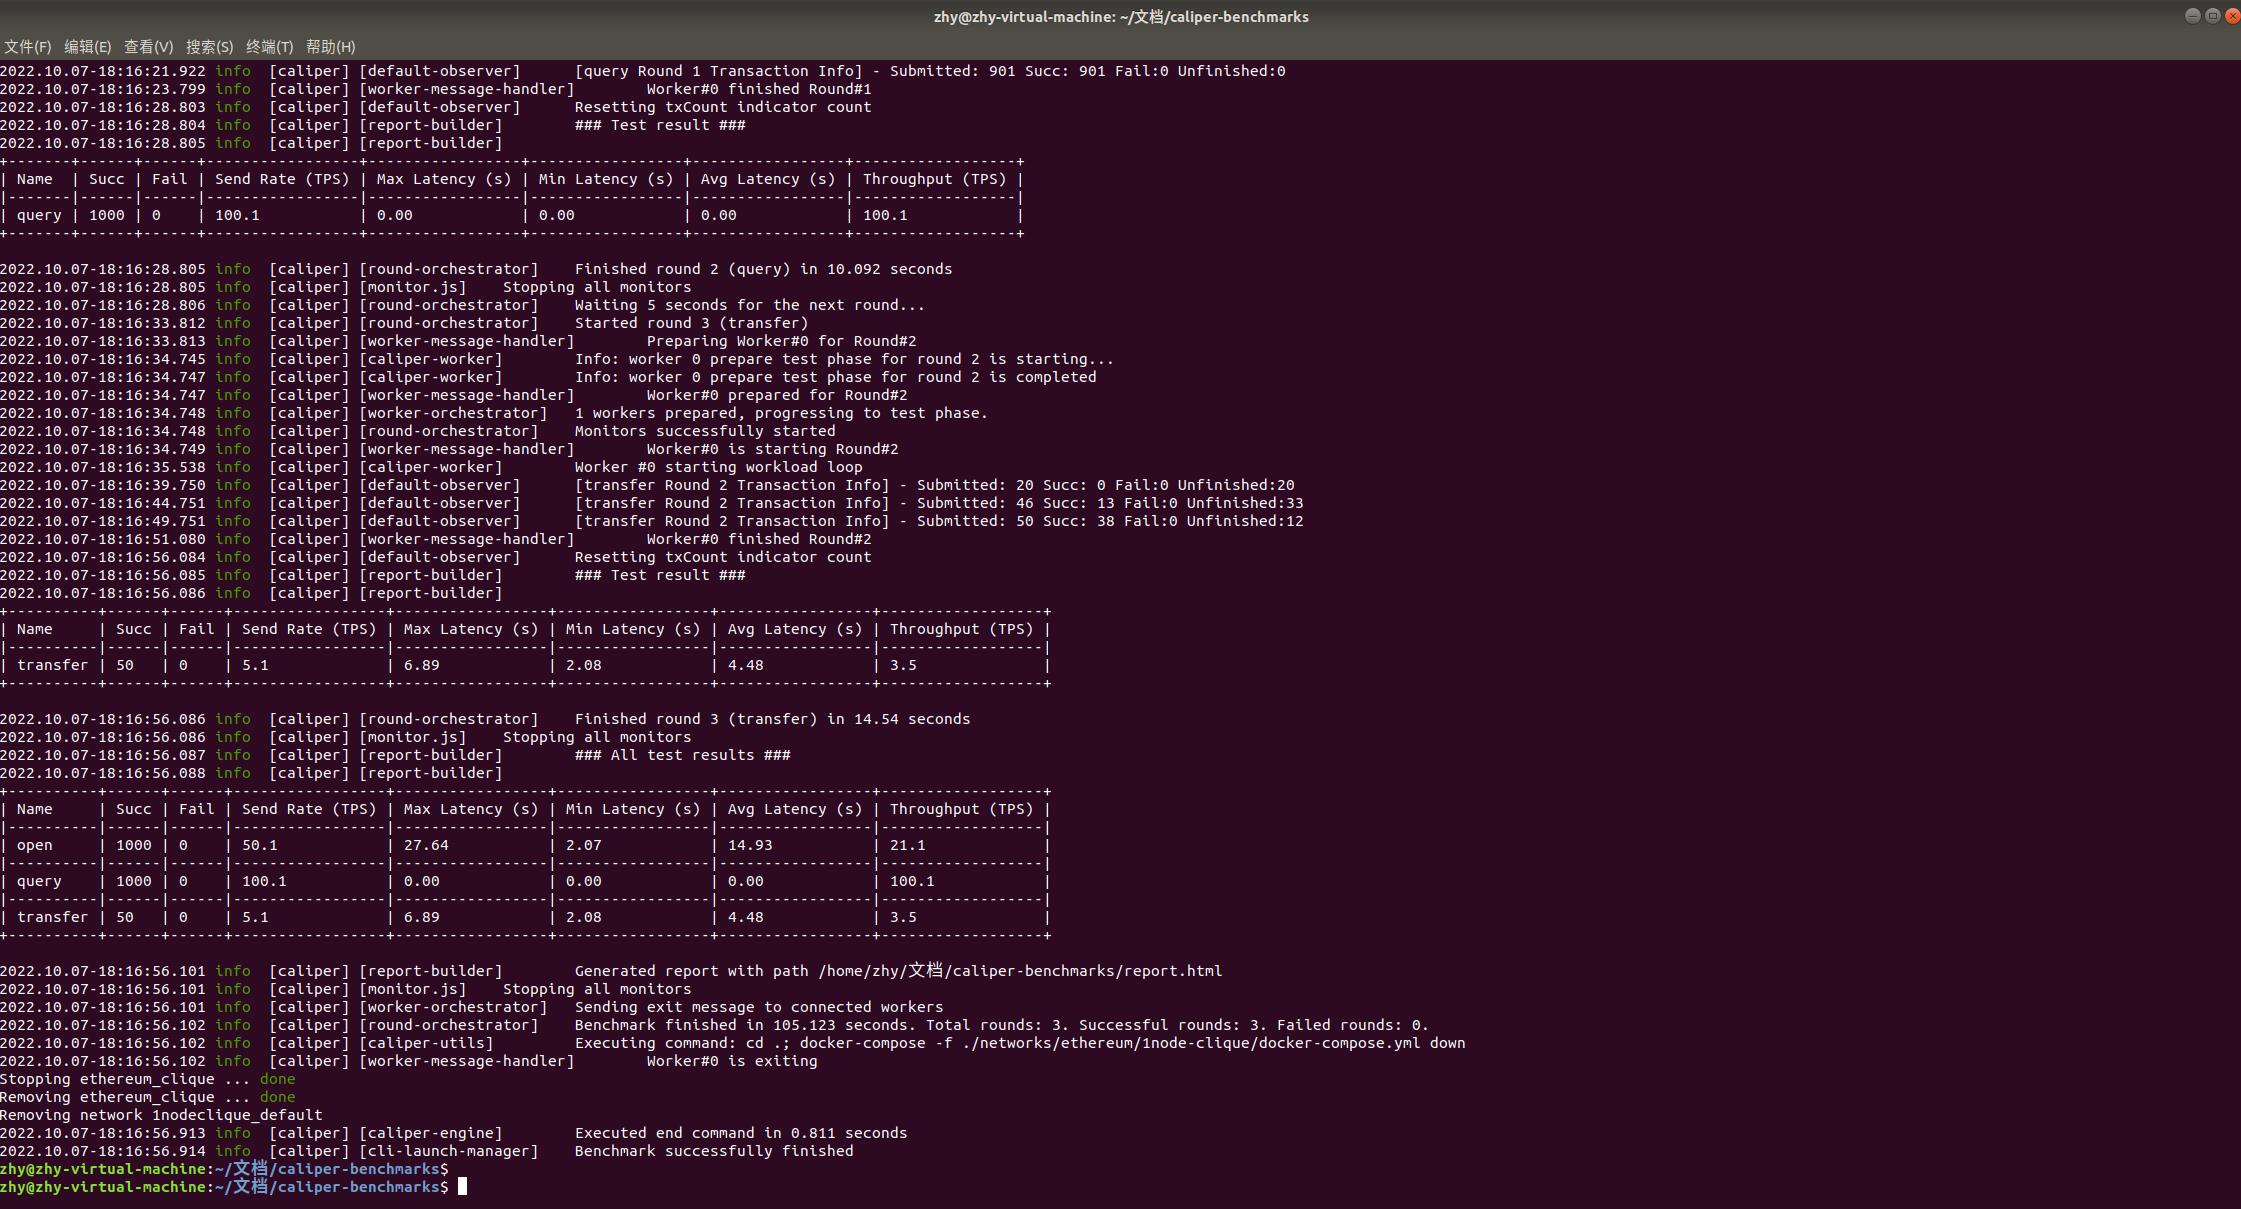 zhy@zhy-virtual-machine: ~/文档/caliper-benchmarks
文件(F) 编辑(E) 查看(V) 搜索(S) 终端(T) 帮助(H)
2022.10.07-18:16:21.922 info  [caliper] [default-observer]      [query Round 1 Transaction Info] - Submitted: 901 Succ: 901 Fail:0 Unfinished:0
2022.10.07-18:16:23.799 info  [caliper] [worker-message-handler]        Worker#0 finished Round#1
2022.10.07-18:16:28.803 info  [caliper] [default-observer]      Resetting txCount indicator count
2022.10.07-18:16:28.804 info  [caliper] [report-builder]        ### Test result ###
2022.10.07-18:16:28.805 info  [caliper] [report-builder]
+-------+------+------+-----------------+-----------------+-----------------+-----------------+------------------+
| Name  | Succ | Fail | Send Rate (TPS) | Max Latency (s) | Min Latency (s) | Avg Latency (s) | Throughput (TPS) |
|-------|------|------|-----------------|-----------------|-----------------|-----------------|------------------|
| query | 1000 | 0    | 100.1           | 0.00            | 0.00            | 0.00            | 100.1            |
+-------+------+------+-----------------+-----------------+-----------------+-----------------+------------------+
2022.10.07-18:16:28.805 info  [caliper] [round-orchestrator]    Finished round 2 (query) in 10.092 seconds
2022.10.07-18:16:28.805 info  [caliper] [monitor.js]    Stopping all monitors
2022.10.07-18:16:28.806 info  [caliper] [round-orchestrator]    Waiting 5 seconds for the next round...
2022.10.07-18:16:33.812 info  [caliper] [round-orchestrator]    Started round 3 (transfer)
2022.10.07-18:16:33.813 info  [caliper] [worker-message-handler]        Preparing Worker#0 for Round#2
2022.10.07-18:16:34.745 info  [caliper] [caliper-worker]        Info: worker 0 prepare test phase for round 2 is starting...
2022.10.07-18:16:34.747 info  [caliper] [caliper-worker]        Info: worker 0 prepare test phase for round 2 is completed
2022.10.07-18:16:34.747 info  [caliper] [worker-message-handler]        Worker#0 prepared for Round#2
2022.10.07-18:16:34.748 info  [caliper] [worker-orchestrator]   1 workers prepared, progressing to test phase.
2022.10.07-18:16:34.748 info  [caliper] [round-orchestrator]    Monitors successfully started
2022.10.07-18:16:34.749 info  [caliper] [worker-message-handler]        Worker#0 is starting Round#2
2022.10.07-18:16:35.538 info  [caliper] [caliper-worker]        Worker #0 starting workload loop
2022.10.07-18:16:39.750 info  [caliper] [default-observer]      [transfer Round 2 Transaction Info] - Submitted: 20 Succ: 0 Fail:0 Unfinished:20
2022.10.07-18:16:44.751 info  [caliper] [default-observer]      [transfer Round 2 Transaction Info] - Submitted: 46 Succ: 13 Fail:0 Unfinished:33
2022.10.07-18:16:49.751 info  [caliper] [default-observer]      [transfer Round 2 Transaction Info] - Submitted: 50 Succ: 38 Fail:0 Unfinished:12
2022.10.07-18:16:51.080 info  [caliper] [worker-message-handler]        Worker#0 finished Round#2
2022.10.07-18:16:56.084 info  [caliper] [default-observer]      Resetting txCount indicator count
2022.10.07-18:16:56.085 info  [caliper] [report-builder]        ### Test result ###
2022.10.07-18:16:56.086 info  [caliper] [report-builder]
+----------+------+------+-----------------+-----------------+-----------------+-----------------+------------------+
| Name     | Succ | Fail | Send Rate (TPS) | Max Latency (s) | Min Latency (s) | Avg Latency (s) | Throughput (TPS) |
|----------|------|------|-----------------|-----------------|-----------------|-----------------|------------------|
| transfer | 50   | 0    | 5.1             | 6.89            | 2.08            | 4.48            | 3.5              |
+----------+------+------+-----------------+-----------------+-----------------+-----------------+------------------+
2022.10.07-18:16:56.086 info  [caliper] [round-orchestrator]    Finished round 3 (transfer) in 14.54 seconds
2022.10.07-18:16:56.086 info  [caliper] [monitor.js]    Stopping all monitors
2022.10.07-18:16:56.087 info  [caliper] [report-builder]        ### All test results ###
2022.10.07-18:16:56.088 info  [caliper] [report-builder]
+----------+------+------+-----------------+-----------------+-----------------+-----------------+------------------+
| Name     | Succ | Fail | Send Rate (TPS) | Max Latency (s) | Min Latency (s) | Avg Latency (s) | Throughput (TPS) |
|----------|------|------|-----------------|-----------------|-----------------|-----------------|------------------|
| open     | 1000 | 0    | 50.1            | 27.64           | 2.07            | 14.93           | 21.1             |
|----------|------|------|-----------------|-----------------|-----------------|-----------------|------------------|
| query    | 1000 | 0    | 100.1           | 0.00            | 0.00            | 0.00            | 100.1            |
|----------|------|------|-----------------|-----------------|-----------------|-----------------|------------------|
| transfer | 50   | 0    | 5.1             | 6.89            | 2.08            | 4.48            | 3.5              |
+----------+------+------+-----------------+-----------------+-----------------+-----------------+------------------+
2022.10.07-18:16:56.101 info  [caliper] [report-builder]        Generated report with path /home/zhy/文档/caliper-benchmarks/report.html
2022.10.07-18:16:56.101 info  [caliper] [monitor.js]    Stopping all monitors
2022.10.07-18:16:56.101 info  [caliper] [worker-orchestrator]   Sending exit message to connected workers
2022.10.07-18:16:56.102 info  [caliper] [round-orchestrator]    Benchmark finished in 105.123 seconds. Total rounds: 3. Successful rounds: 3. Failed rounds: 0.
2022.10.07-18:16:56.102 info  [caliper] [caliper-utils]         Executing command: cd .; docker-compose -f ./networks/ethereum/1node-clique/docker-compose.yml down
2022.10.07-18:16:56.102 info  [caliper] [worker-message-handler]        Worker#0 is exiting
Stopping ethereum_clique ... done
Removing ethereum_clique ... done
Removing network 1nodeclique_default
2022.10.07-18:16:56.913 info  [caliper] [caliper-engine]        Executed end command in 0.811 seconds
2022.10.07-18:16:56.914 info  [caliper] [cli-launch-manager]    Benchmark successfully finished
zhy@zhy-virtual-machine:~/文档/caliper-benchmarks$
zhy@zhy-virtual-machine:~/文档/caliper-benchmarks$